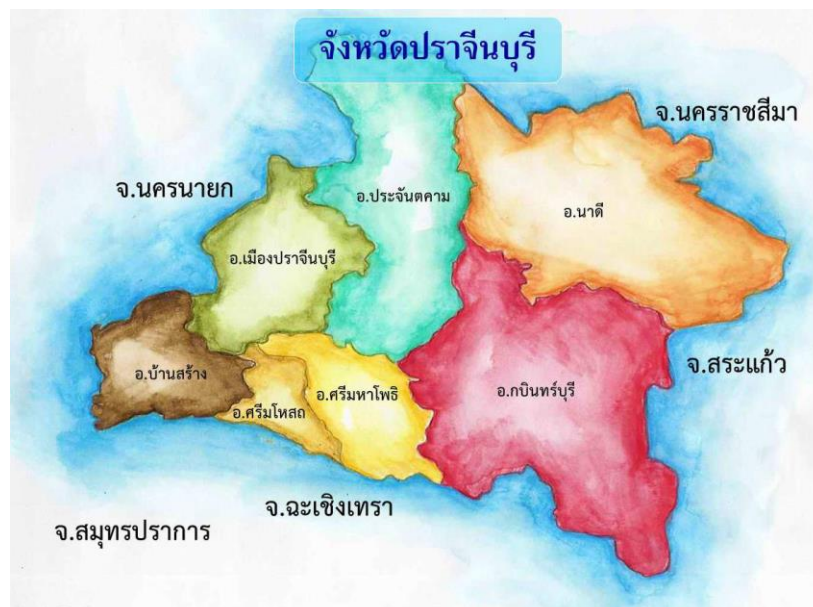 จังหวัดปราจีนบุรี
จ.นครราชสีมา
จ.นครนายก
อ.ประจันตคาม
อ.นาดี
อ.เมืองปราจีนบุรี
จ.สระแก้ว
อ.บ้านสร้าง
อ.ศรีมหาโพธิ
อ.กบินทร์บุรี
อ.ศรีมโหสถ
จ.ฉะเชิงเทรา
จ.สมุทรปราการ